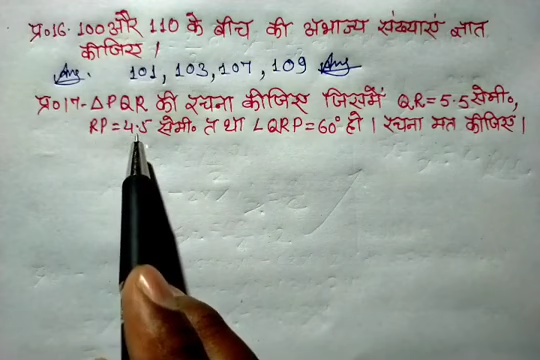 प्र०16. 100 और 110 के बीच की अभाज्य संख्याएं ज्ञात
कीजिए।
Ans. 101, 103, 107, 109 Ans
प्र०17- ∆PQR की रचना कीजिए जिसमें QR=5.5 सेमी०,
RP=4.5 सेमी० तथा ∠QRP=60° हो। रचना मत कीजिए।